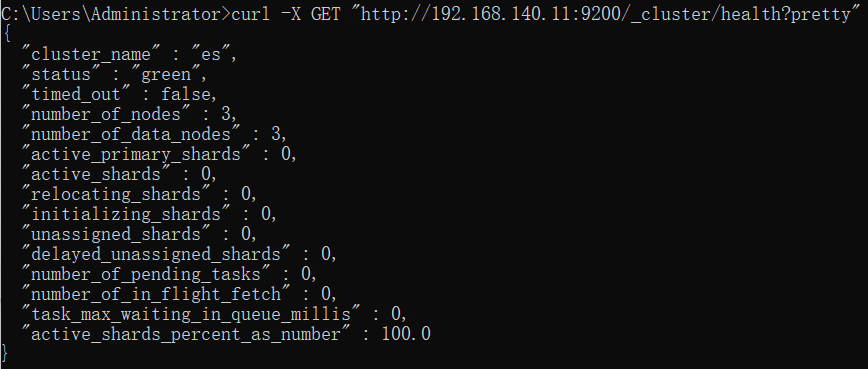 C:\Users\Administrator>curl -X GET "http://192.168.140.11:9200/_cluster/health?pretty"
{
  "cluster_name" : "es",
  "status" : "green",
  "timed_out" : false,
  "number_of_nodes" : 3,
  "number_of_data_nodes" : 3,
  "active_primary_shards" : 0,
  "active_shards" : 0,
  "relocating_shards" : 0,
  "initializing_shards" : 0,
  "unassigned_shards" : 0,
  "delayed_unassigned_shards" : 0,
  "number_of_pending_tasks" : 0,
  "number_of_in_flight_fetch" : 0,
  "task_max_waiting_in_queue_millis" : 0,
  "active_shards_percent_as_number" : 100.0
}